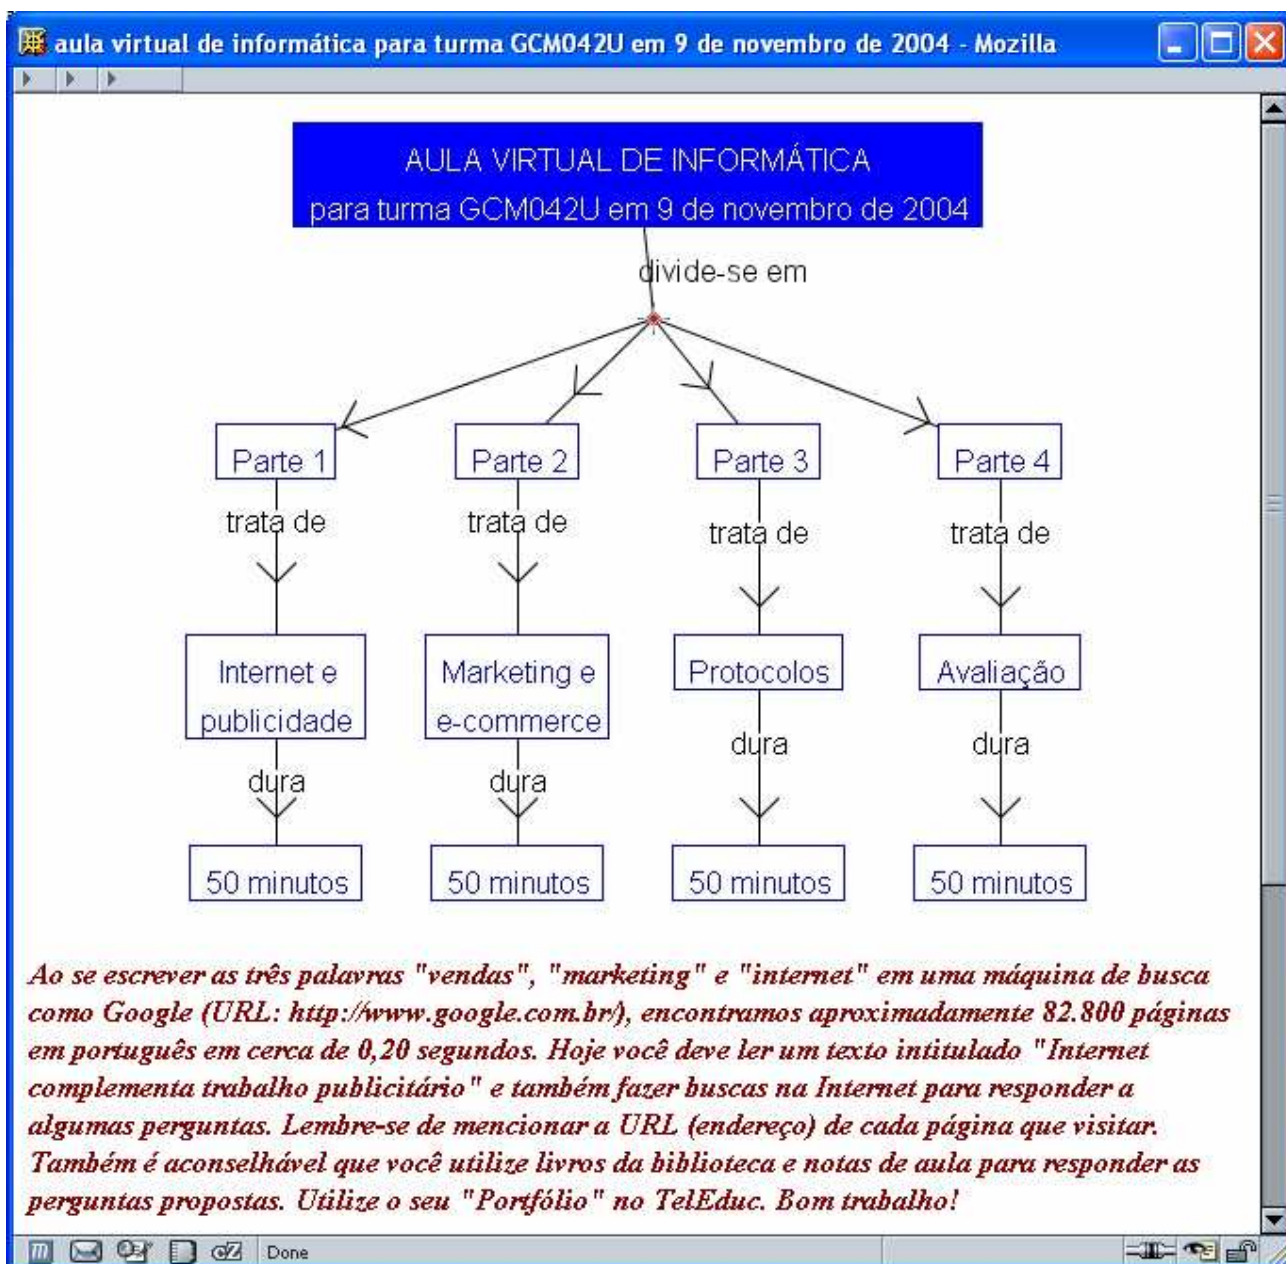 aula virtual de informática para turma GCM042U em 9 de novembro de 2004 - Mozilla
AULA VIRTUAL DE INFORMÁTICA
para turma GCM042U em 9 de novembro de 2004
divide-se em
Parte 1 Parte 2 Parte 3 Parte 4
trata de trata de trata de trata de
Internet e Marketing e Protocolos Avaliação
publicidade e-commerce
dura dura dura dura
50 minutos 50 minutos 50 minutos 50 minutos
Ao se escrever as três palavras "vendas", "marketing" e "internet" em uma máquina de busca
como Google (URL: http://www.google.com.br/), encontramos aproximadamente 82.800 páginas
em português em cerca de 0,20 segundos. Hoje você deve ler um texto intitulado "Internet
complementa trabalho publicitário" e também fazer buscas na Internet para responder a
algumas perguntas. Lembre-se de mencionar a URL (endereço) de cada página que visitar.
Também é aconselhável que você utilize livros da biblioteca e notas de aula para responder as
perguntas propostas. Utilize o seu "Portfólio" no TelEduc. Bom trabalho!
Done